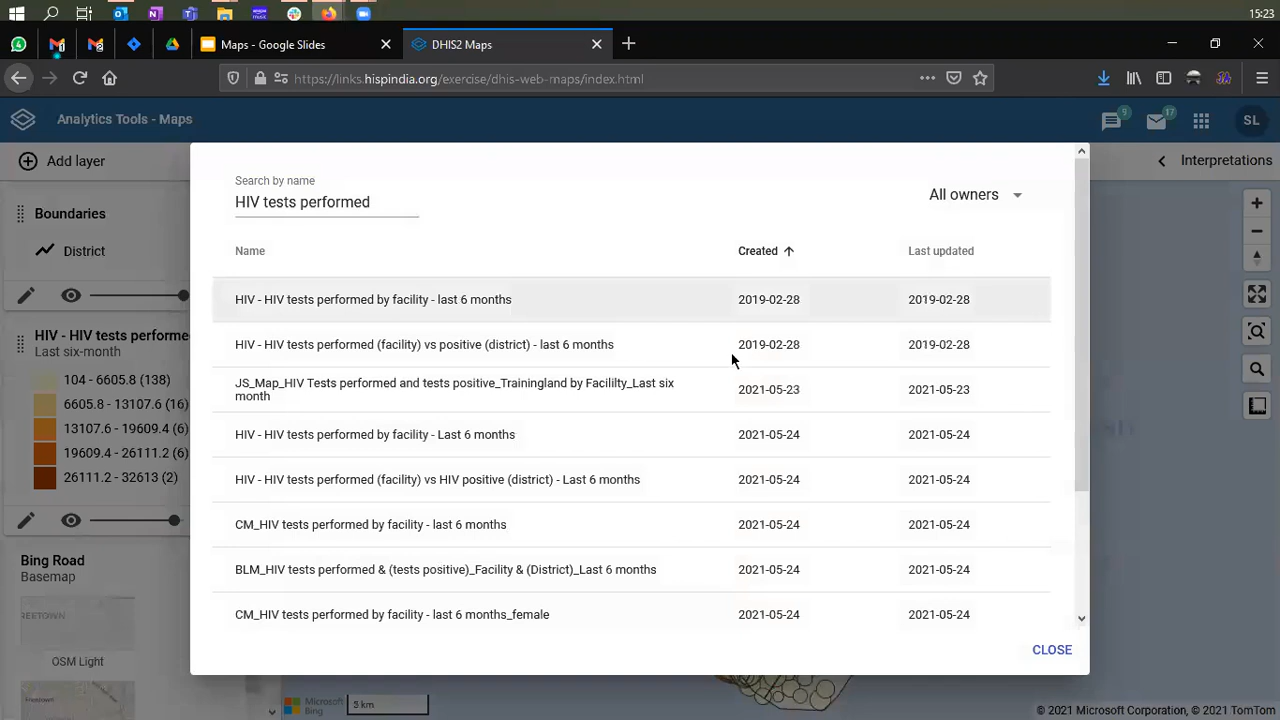 15:23
Maps - Google Slides
DHIS2 Maps
https://links.hispindia.org/exercise/dhis-web-maps/index.html
Analytics Tools - Maps
9
17
SL
Add layer
Interpretations
Boundaries
District
HIV - HIV tests performe
Last six-month
104 - 6605.8 (138)
6605.8 - 13107.6 (16)
13107.6 - 19609.4 (6)
19609.4 - 26111.2 (6)
26111.2 - 32613 (2)
Bing Road
Basemap
OSM Light
Search by name
HIV tests performed
All owners
Name Created Last updated
HIV - HIV tests performed by facility - last 6 months 2019-02-28 2019-02-28
HIV - HIV tests performed (facility) vs positive (district) - last 6 months 2019-02-28 2019-02-28
JS_Map_HIV Tests performed and tests positive_Trainingland by Facililty_Last six
month 2021-05-23 2021-05-23
HIV - HIV tests performed by facility - Last 6 months 2021-05-24 2021-05-24
HIV - HIV tests performed (facility) vs HIV positive (district) - Last 6 months 2021-05-24 2021-05-24
CM_HIV tests performed by facility - last 6 months 2021-05-24 2021-05-24
BLM_HIV tests performed & (tests positive)_Facility & (District)_Last 6 months 2021-05-24 2021-05-24
CM_HIV tests performed by facility - last 6 months_female 2021-05-24 2021-05-24
CLOSE
Microsoft
Bing
5 km
© 2021 Microsoft Corporation, © 2021 TomTom